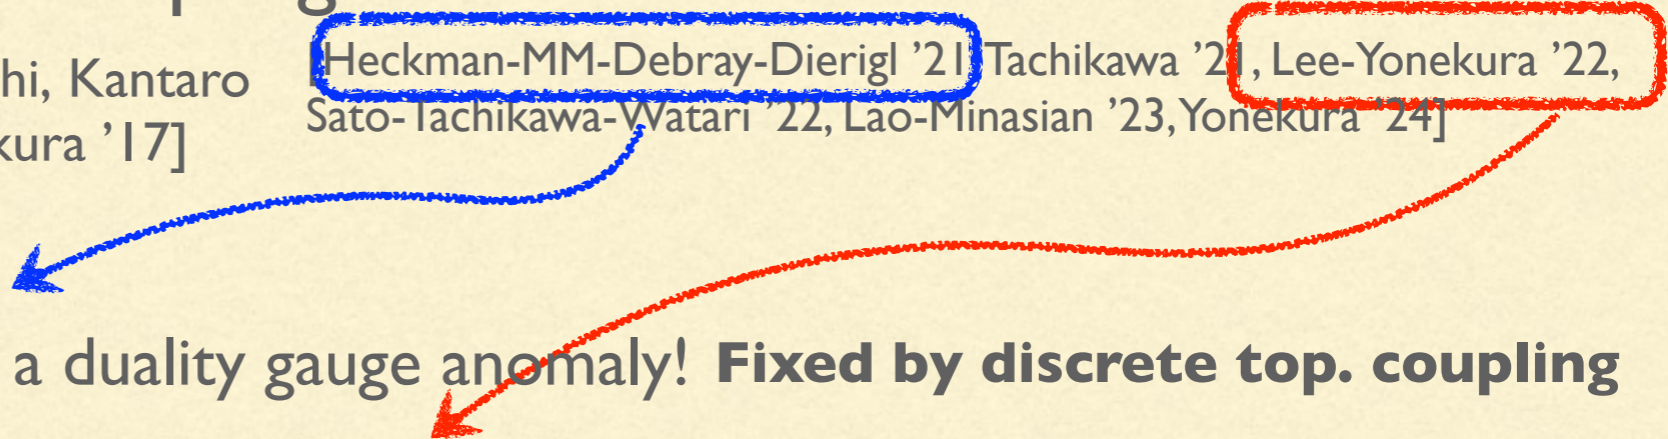 [Heckman-MM-Debray-Dierigl ’21, Tachikawa ’21, Lee-Yonekura ’22,
hi, Kantaro
Sato-Tachikawa-Watari ’22, Lao-Minasian ’23, Yonekura ’24]
kura ’17]
a duality gauge anomaly! Fixed by discrete top. coupling